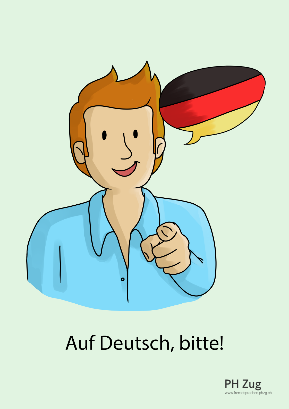 Auf Deutsch, bitte!
PH Zug